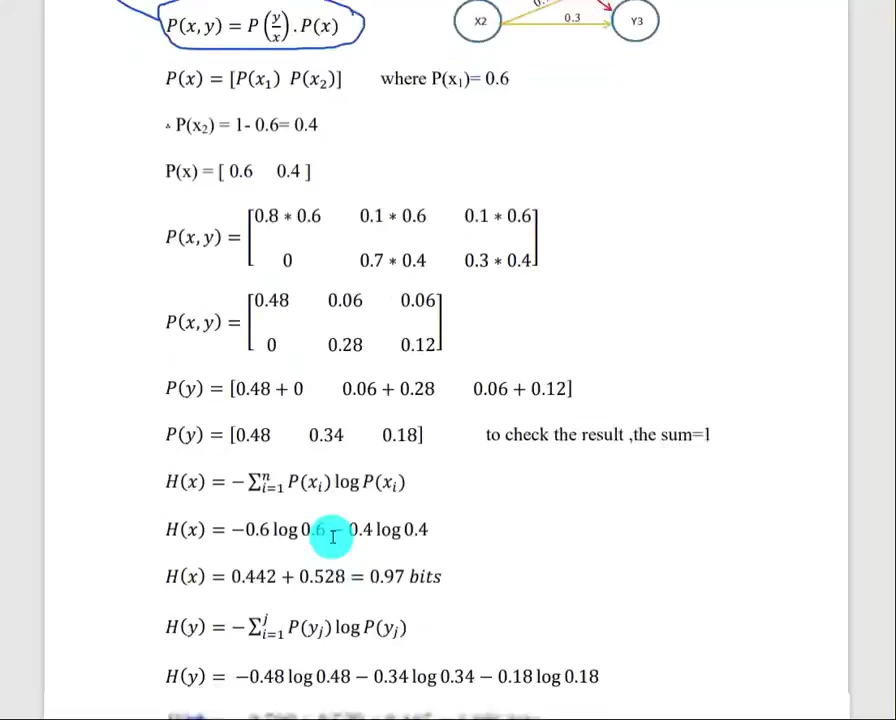 P(x, y) = P(y/x) . P(x)
X2
0.3
Y3
P(x) = [P(x₁) P(x₂)] where P(x₁)= 0.6
∴ P(x₂) = 1- 0.6= 0.4
P(x) = [ 0.6 0.4 ]
P(x, y) = [0.8 * 0.6 0.1 * 0.6 0.1 * 0.6
0 0.7 * 0.4 0.3 * 0.4]
P(x, y) = [0.48 0.06 0.06
0 0.28 0.12]
P(y) = [0.48 + 0 0.06 + 0.28 0.06 + 0.12]
P(y) = [0.48 0.34 0.18] to check the result ,the sum=1
H(x) = −∑ⁿᵢ₌₁ P(xᵢ) log P(xᵢ)
H(x) = −0.6 log 0.6 − 0.4 log 0.4
H(x) = 0.442 + 0.528 = 0.97 bits
H(y) = −∑ʲᵢ₌₁ P(yⱼ) log P(yⱼ)
H(y) = −0.48 log 0.48 − 0.34 log 0.34 − 0.18 log 0.18